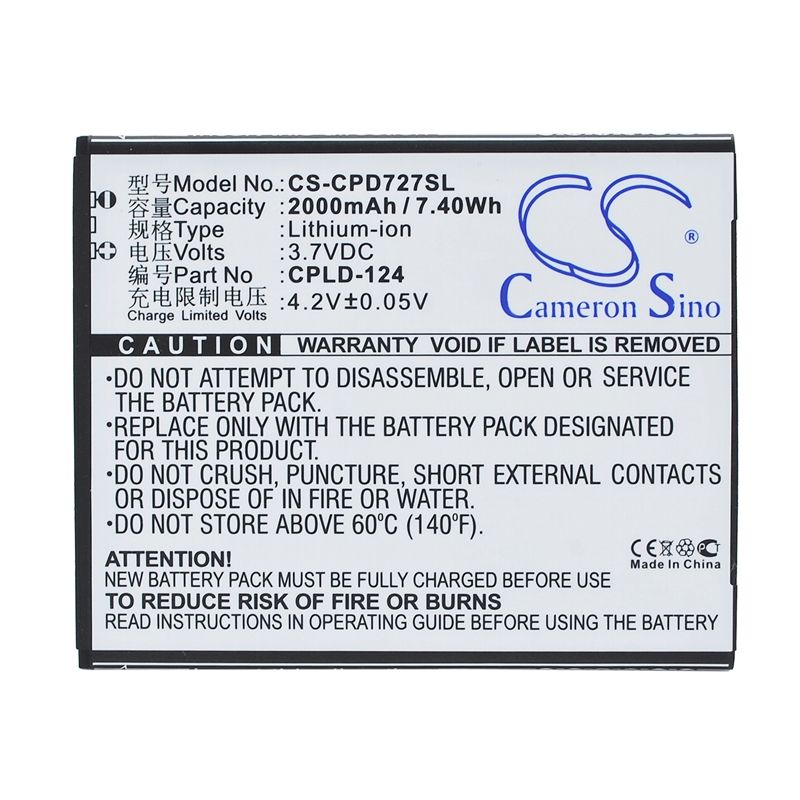 型号Model No.: CS-CPD727SL
容量Capacity: 2000mAh/7.40Wh
规格Type: Lithium-ion
电压Volts: 3.7VDC
编号Part No: CPLD-124
充电限制电压: 4.2V±0.05V
Charge Limited Volts
CS
®
Cameron Sino
CAUTION WARRANTY VOID IF LABEL IS REMOVED
•DO NOT ATTEMPT TO DISASSEMBLE, OPEN OR SERVICE
THE BATTERY PACK.
•REPLACE ONLY WITH THE BATTERY PACK DESIGNATED
FOR THIS PRODUCT.
•DO NOT CRUSH, PUNCTURE, SHORT EXTERNAL CONTACTS
OR DISPOSE OF IN FIRE OR WATER.
•DO NOT STORE ABOVE 60°C (140°F).
CE
Made In China
ATTENTION!
NEW BATTERY PACK MUST BE FULLY CHARGED BEFORE USE
TO REDUCE RISK OF FIRE OR BURNS
READ INSTRUCTIONS IN OPERATING GUIDE BEFORE USING THE BATTERY